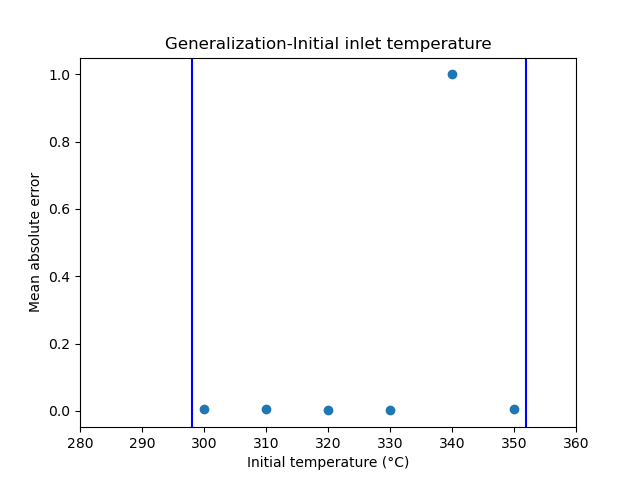 Generalization-Initial inlet temperature
Mean absolute error
1.0
0.8
0.6
0.4
0.2
0.0
280 290 300 310 320 330 340 350 360
Initial temperature (°C)